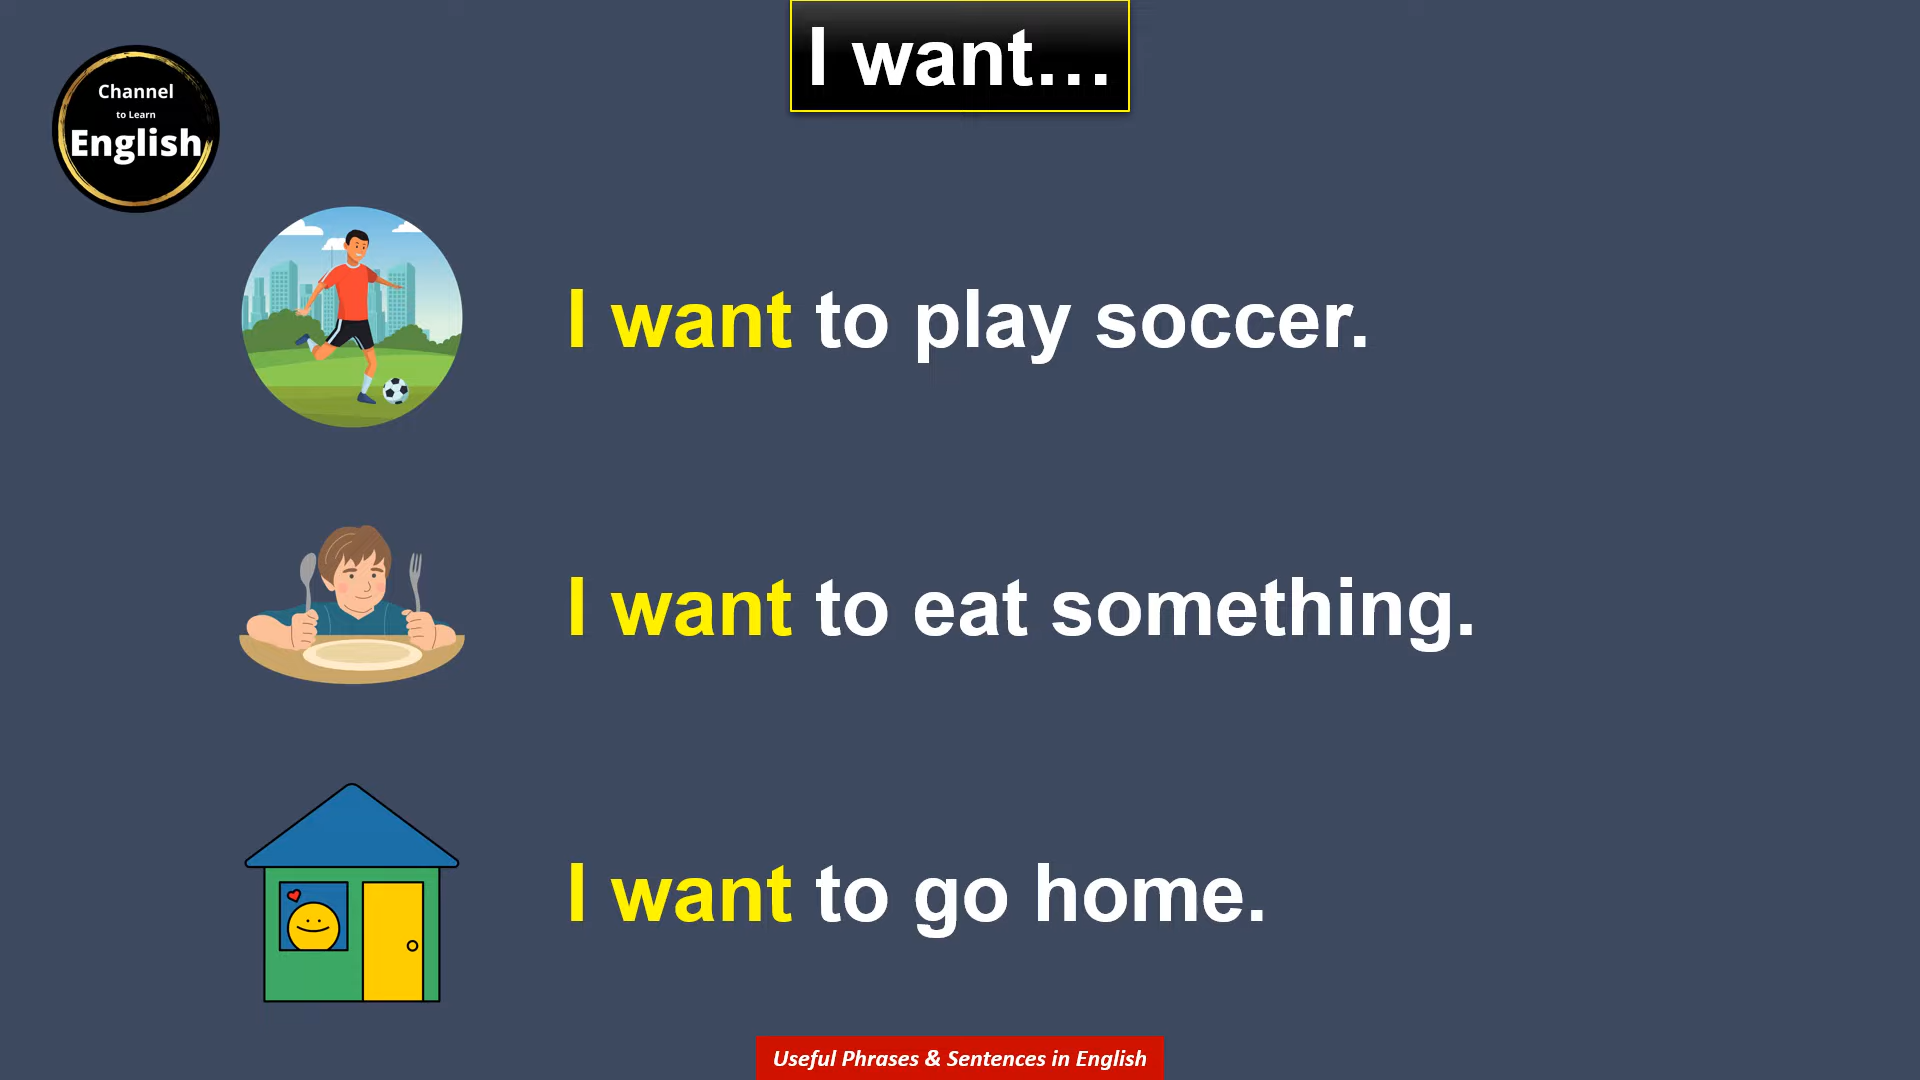 I want...
Channel
to Learn
English
I want to play soccer.
I want to eat something.
I want to go home.
Useful Phrases & Sentences in English